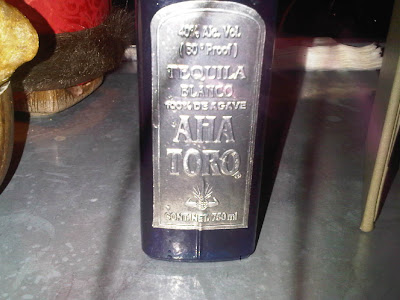 40% Alc. Vol.
( 80° Proof )
TEQUILA
BLANCO
100% DE AGAVE
AHA
TORO®
CONT. NET. 750 ml